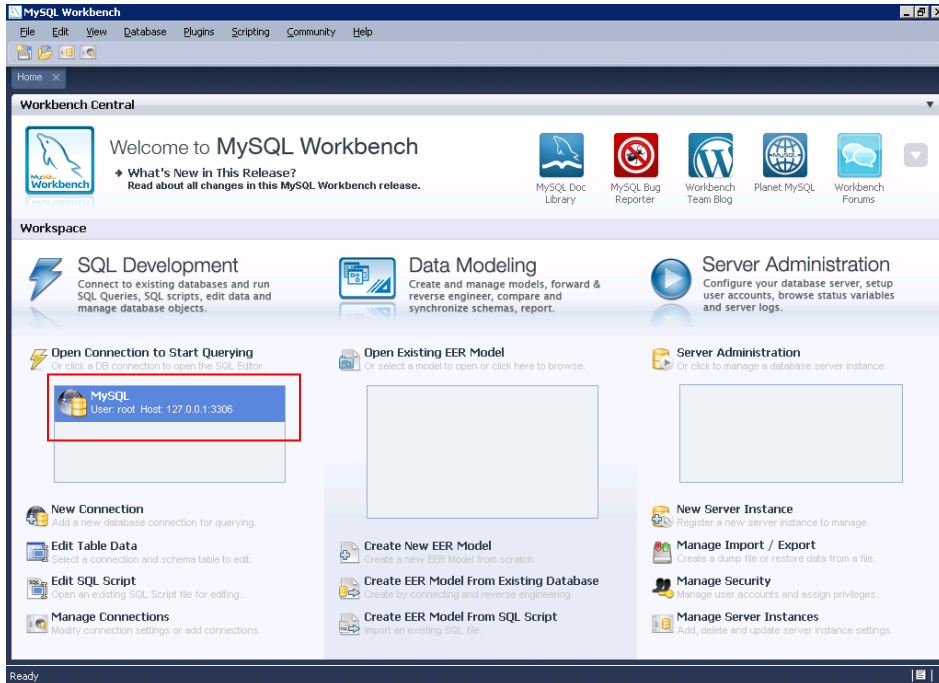 MySQL Workbench
File Edit View Database Plugins Scripting Community Help
Home
Workbench Central
MySQL
Workbench
Welcome to MySQL Workbench
What's New in This Release?
Read about all changes in this MySQL Workbench release.
MySQL Doc
Library
MySQL Bug
Reporter
Workbench
Team Blog
MySQL
Planet MySQL
Workbench
Forums
Workspace
SQL Development
Connect to existing databases and run
SQL Queries, SQL scripts, edit data and
manage database objects.
Data Modeling
Create and manage models, forward &
reverse engineer, compare and
synchronize schemas, report.
Server Administration
Configure your database server, setup
user accounts, browse status variables
and server logs.
Open Connection to Start Querying
Or click a DB connection to open the SQL Editor.
MySQL
User: root Host: 127.0.0.1:3306
New Connection
Add a new database connection for querying.
Edit Table Data
Select a connection and schema table to edit.
Edit SQL Script
Open an existing SQL Script file for editing.
Manage Connections
Modify connection settings or add connections.
Open Existing EER Model
Or select a model to open or click here to browse.
Create New EER Model
Create a new EER Model from scratch.
Create EER Model From Existing Database
Create by connecting and reverse engineering.
Create EER Model From SQL Script
Import an existing SQL file.
Server Administration
Or click to manage a database server instance.
New Server Instance
Register a new server instance to manage.
Manage Import / Export
Create a dump file or restore data from a file.
Manage Security
Manage user accounts and assign privileges.
Manage Server Instances
Add, delete and update server instance settings.
Ready